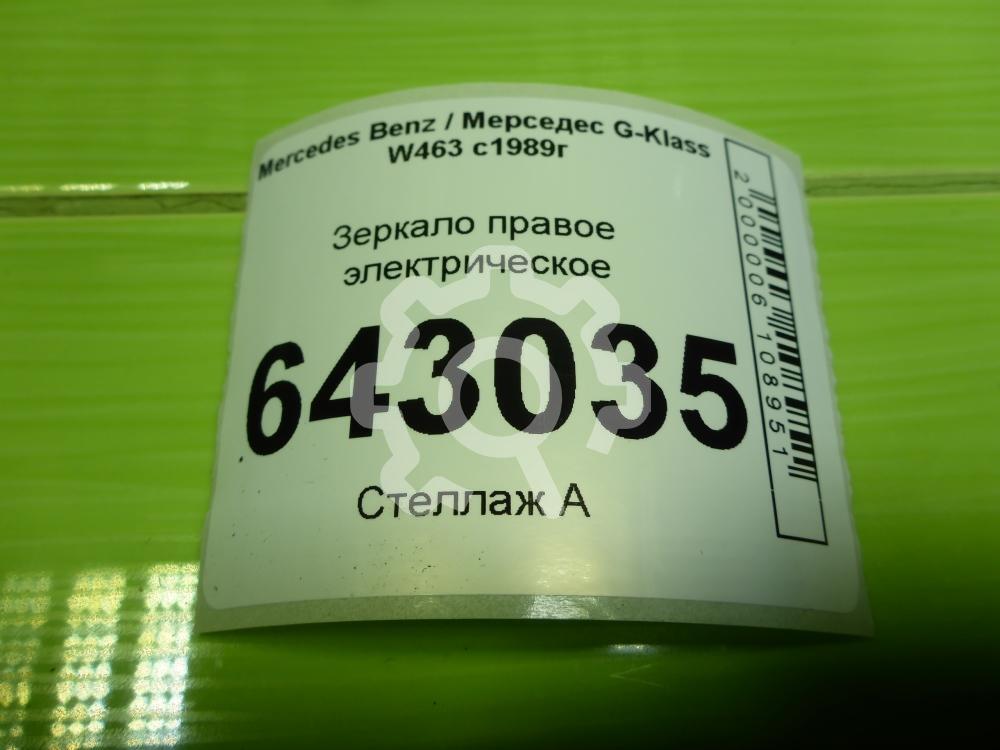 Mercedes Benz / Мерседес G-Klass
W463 с1989г
Зеркало правое
электрическое
643035
Стеллаж А
2000006108951